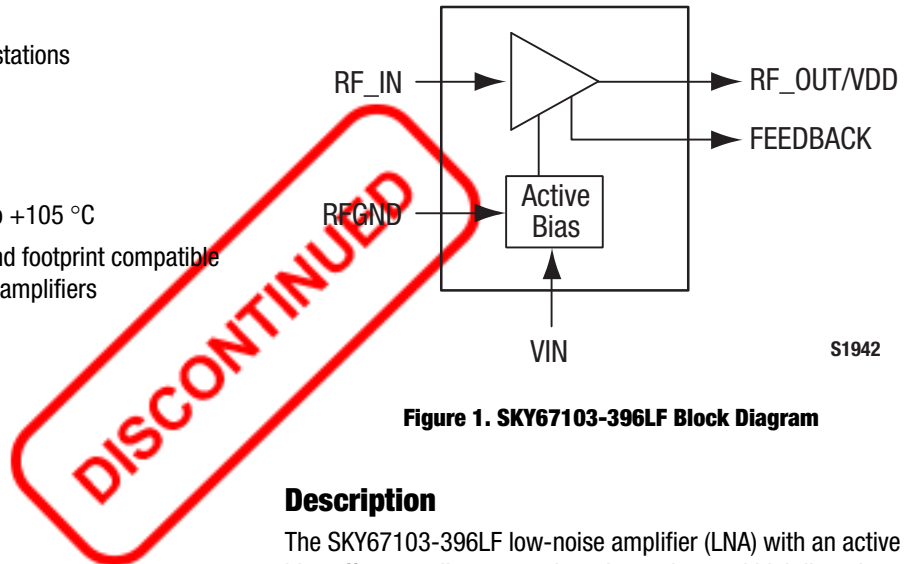 stations
+105 °C
nd footprint compatible
amplifiers
RF_IN
RF_OUT/VDD
FEEDBACK
RFGND
Active
Bias
VIN
S1942
DISCONTINUED
Figure 1. SKY67103-396LF Block Diagram
Description
The SKY67103-396LF low-noise amplifier (LNA) with an active